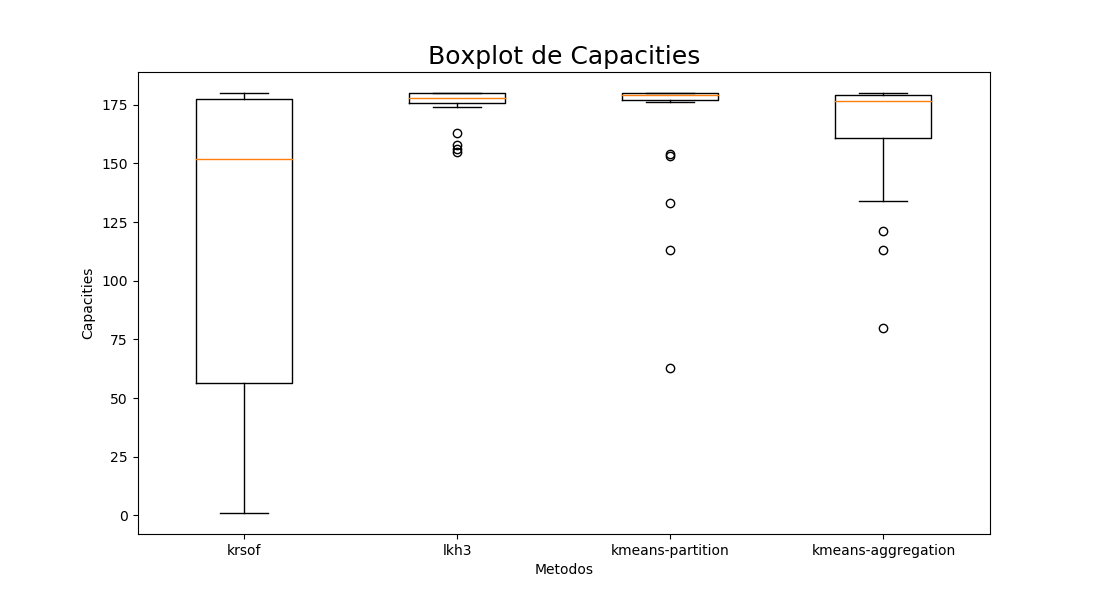 Boxplot de Capacities
175
150
125
100
75
50
25
0
Capacities
krsof
lkh3
kmeans-partition
kmeans-aggregation
Metodos